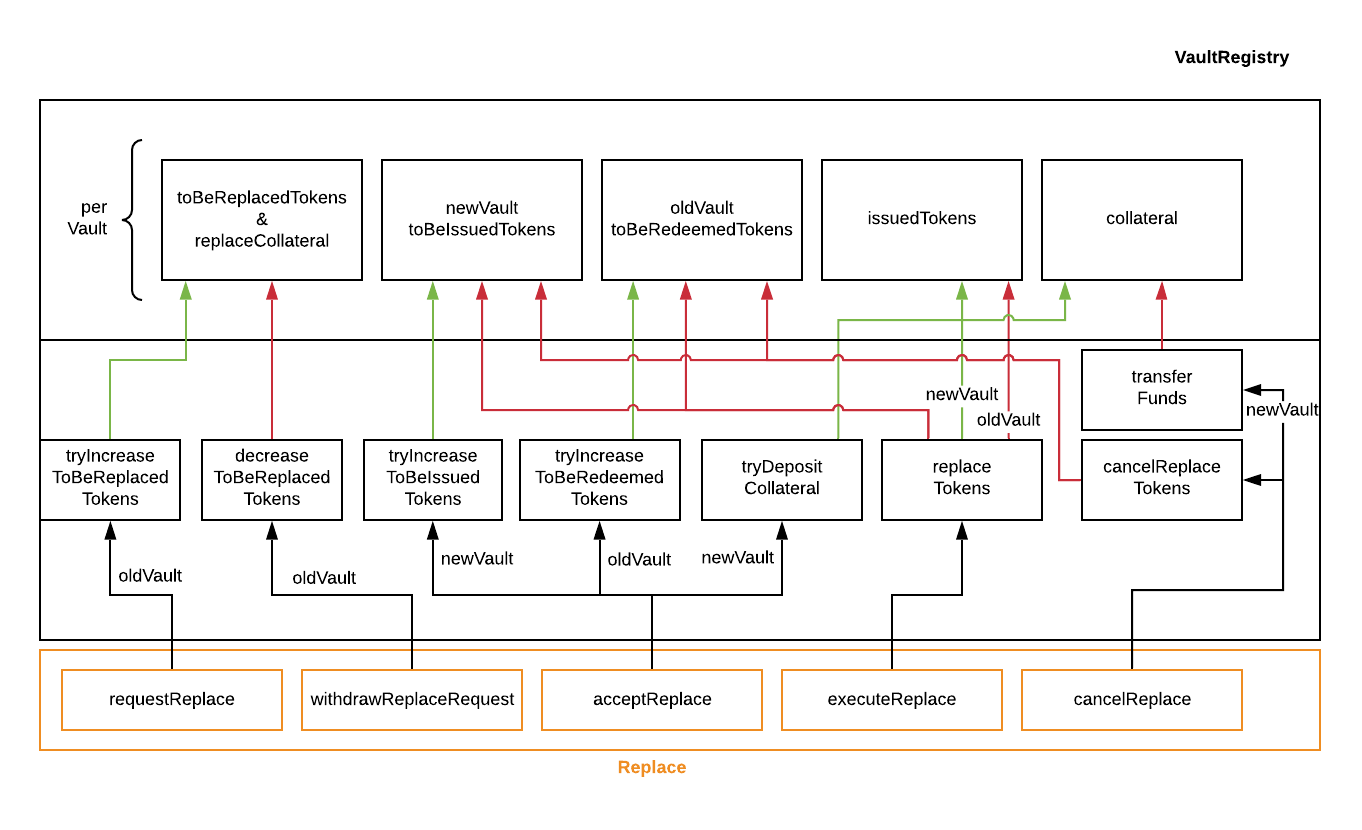 VaultRegistry
per
Vault
toBeReplacedTokens
&
replaceCollateral
newVault
toBeIssuedTokens
oldVault
toBeRedeemedTokens
issuedTokens
collateral
transfer
Funds
newVault
oldVault
newVault
tryIncrease
ToBeReplaced
Tokens
decrease
ToBeReplaced
Tokens
tryIncrease
ToBeIssued
Tokens
tryIncrease
ToBeRedeemed
Tokens
tryDeposit
Collateral
replace
Tokens
cancelReplace
Tokens
oldVault
oldVault
newVault
oldVault
newVault
requestReplace
withdrawReplaceRequest
acceptReplace
executeReplace
cancelReplace
Replace